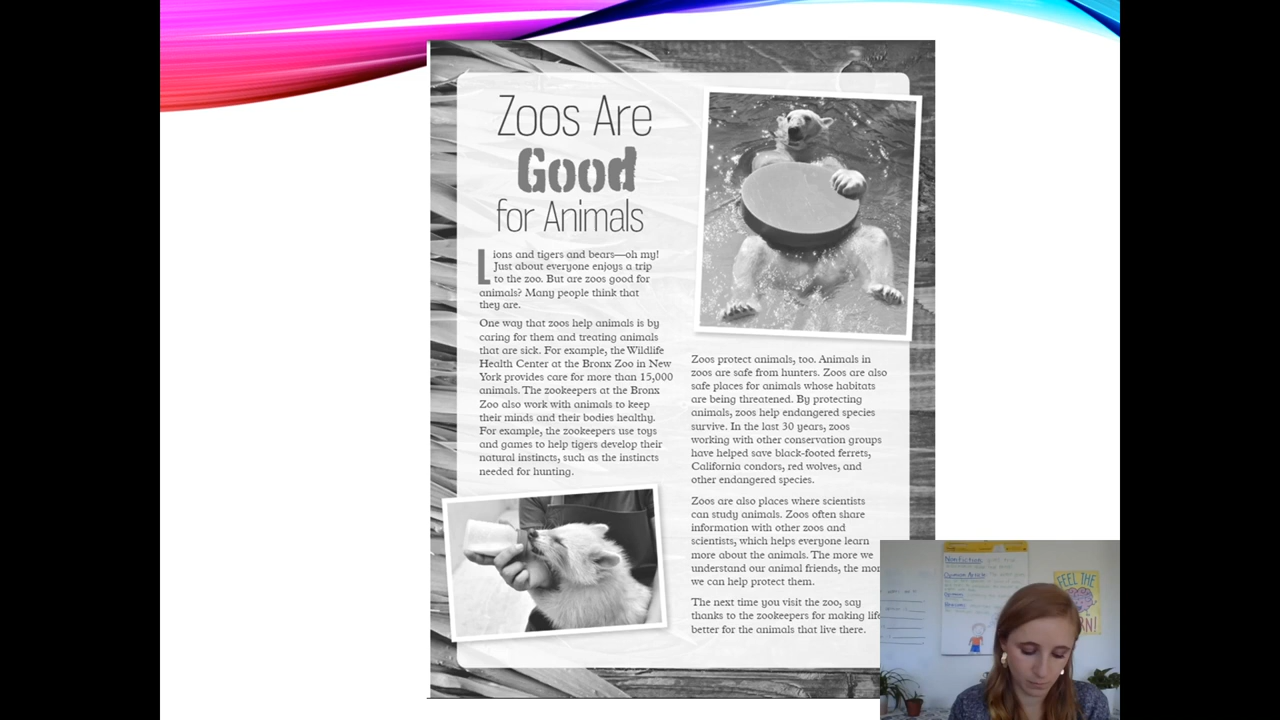 Zoos Are
Good
for Animals
Lions and tigers and bears—oh my!
Just about everyone enjoys a trip
to the zoo. But are zoos good for
animals? Many people think that
they are.
One way that zoos help animals is by
caring for them and treating animals
that are sick. For example, the Wildlife
Health Center at the Bronx Zoo in New
York provides care for more than 15,000
animals. The zookeepers at the Bronx
Zoo also work with animals to keep
their minds and their bodies healthy.
For example, the zookeepers use toys
and games to help tigers develop their
natural instincts, such as the instincts
needed for hunting.
Zoos protect animals, too. Animals in
zoos are safe from hunters. Zoos are also
safe places for animals whose habitats
are being threatened. By protecting
animals, zoos help endangered species
survive. In the last 30 years, zoos
working with other conservation groups
have helped save black-footed ferrets,
California condors, red wolves, and
other endangered species.
Zoos are also places where scientists
can study animals. Zoos often share
information with other zoos and
scientists, which helps everyone learn
more about the animals. The more we
understand our animal friends, the mor
we can help protect them.
The next time you visit the zoo, say
thanks to the zookeepers for making life
better for the animals that live there.
Nonfiction
Opinion Article
FEEL THE